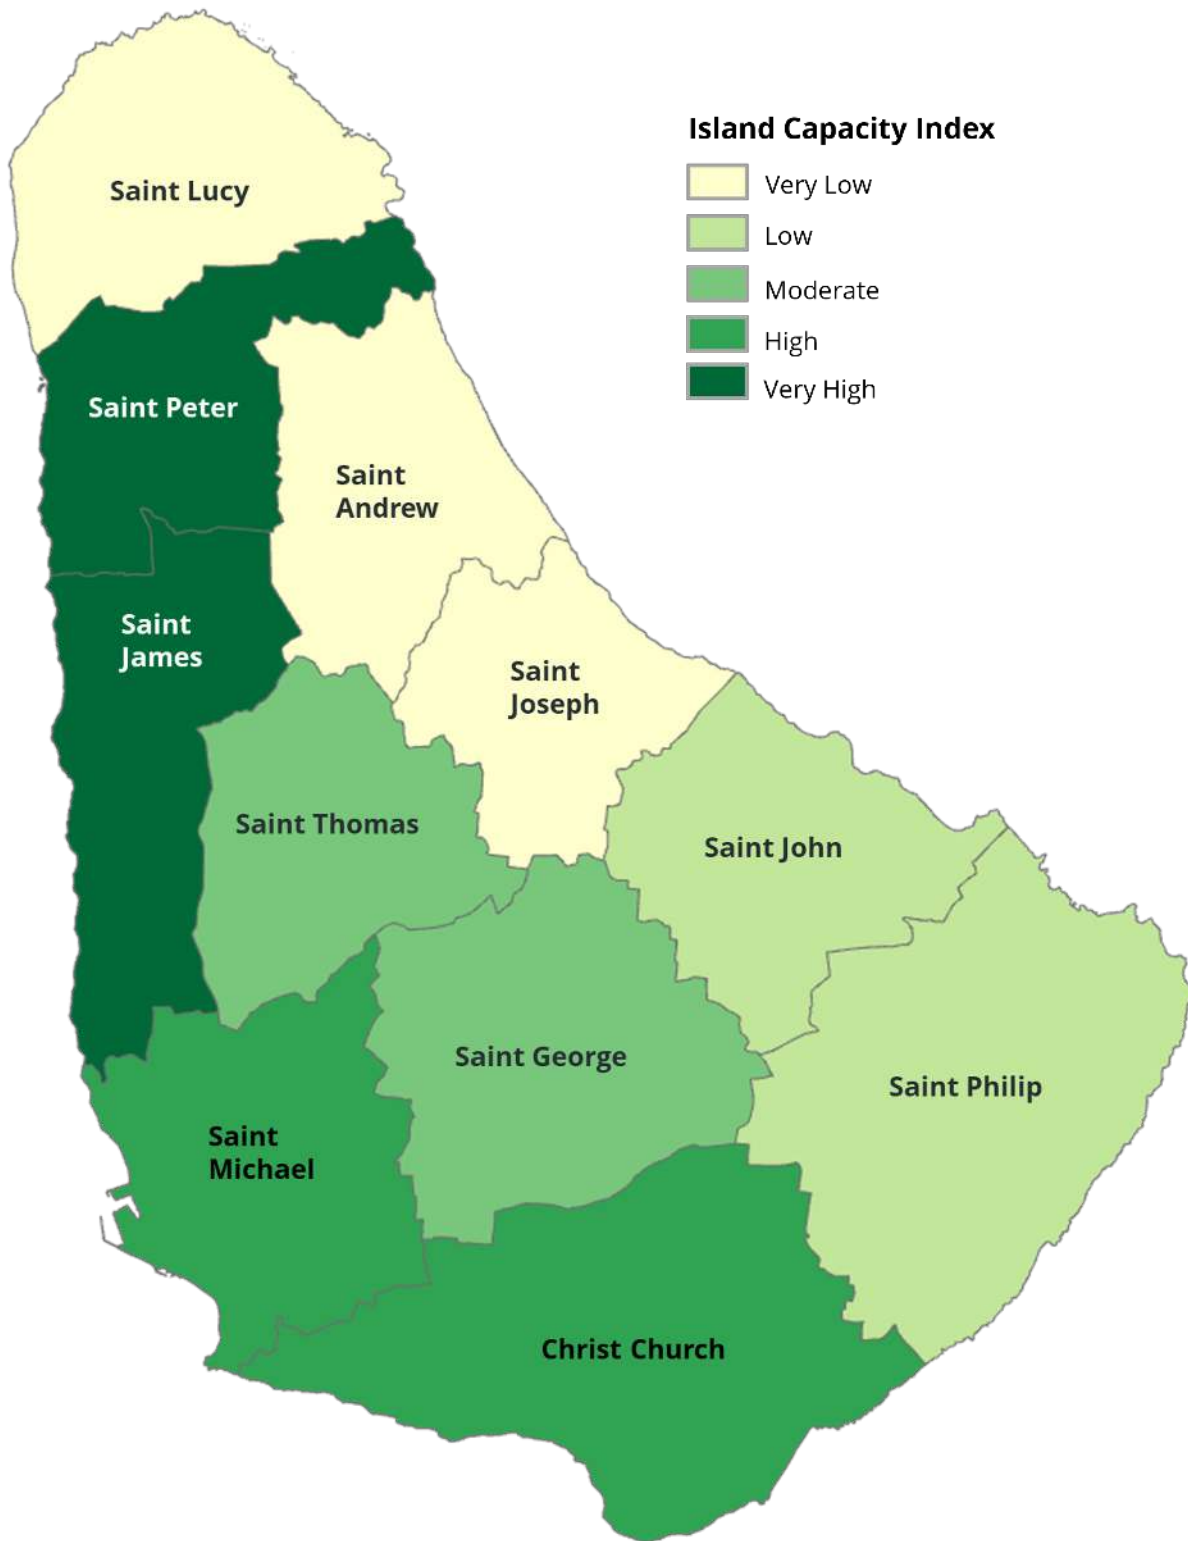 Island Capacity Index
Very Low
Low
Moderate
High
Very High
Saint Lucy
Saint Peter
Saint
Andrew
Saint
James
Saint
Joseph
Saint Thomas
Saint John
Saint George
Saint Philip
Saint
Michael
Christ Church